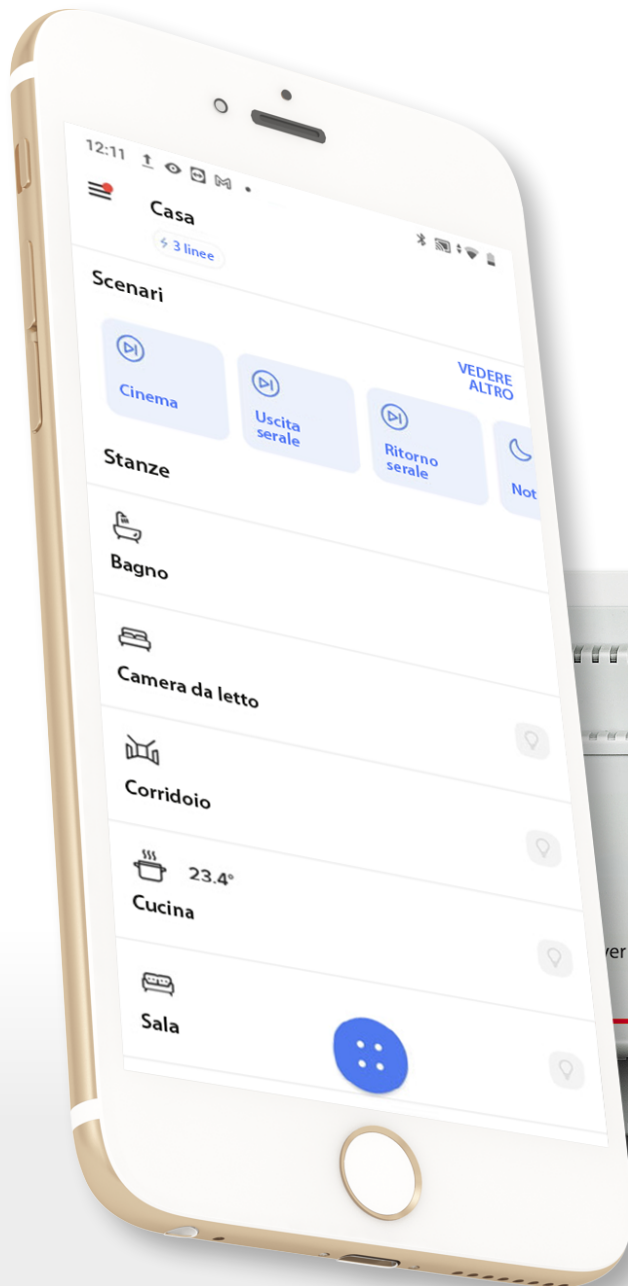 12:11
Casa
3 linee
Scenari
VEDERE
ALTRO
Cinema
Uscita
serale
Ritorno
serale
Stanze
Bagno
Camera da letto
Corridoio
23.4°
Cucina
Sala